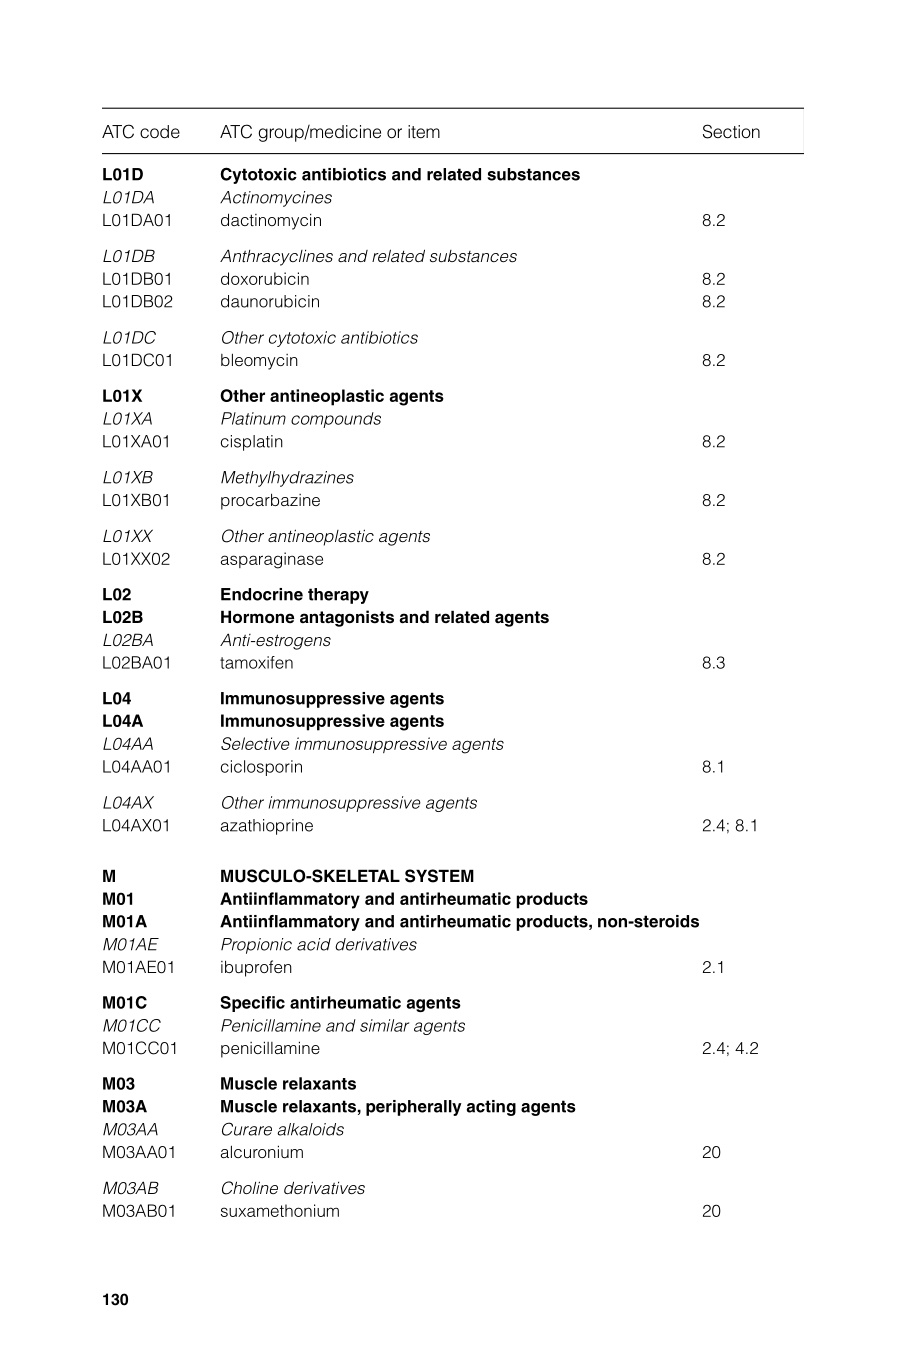 ATC code ATC group/medicine or item Section
L01D Cytotoxic antibiotics and related substances
L01DA Actinomycines
L01DA01 dactinomycin 8.2
L01DB Anthracyclines and related substances
L01DB01 doxorubicin 8.2
L01DB02 daunorubicin 8.2
L01DC Other cytotoxic antibiotics
L01DC01 bleomycin 8.2
L01X Other antineoplastic agents
L01XA Platinum compounds
L01XA01 cisplatin 8.2
L01XB Methylhydrazines
L01XB01 procarbazine 8.2
L01XX Other antineoplastic agents
L01XX02 asparaginase 8.2
L02 Endocrine therapy
L02B Hormone antagonists and related agents
L02BA Anti-estrogens
L02BA01 tamoxifen 8.3
L04 Immunosuppressive agents
L04A Immunosuppressive agents
L04AA Selective immunosuppressive agents
L04AA01 ciclosporin 8.1
L04AX Other immunosuppressive agents
L04AX01 azathioprine 2.4; 8.1
M MUSCULO-SKELETAL SYSTEM
M01 Antiinflammatory and antirheumatic products
M01A Antiinflammatory and antirheumatic products, non-steroids
M01AE Propionic acid derivatives
M01AE01 ibuprofen 2.1
M01C Specific antirheumatic agents
M01CC Penicillamine and similar agents
M01CC01 penicillamine 2.4; 4.2
M03 Muscle relaxants
M03A Muscle relaxants, peripherally acting agents
M03AA Curare alkaloids
M03AA01 alcuronium 20
M03AB Choline derivatives
M03AB01 suxamethonium 20
130